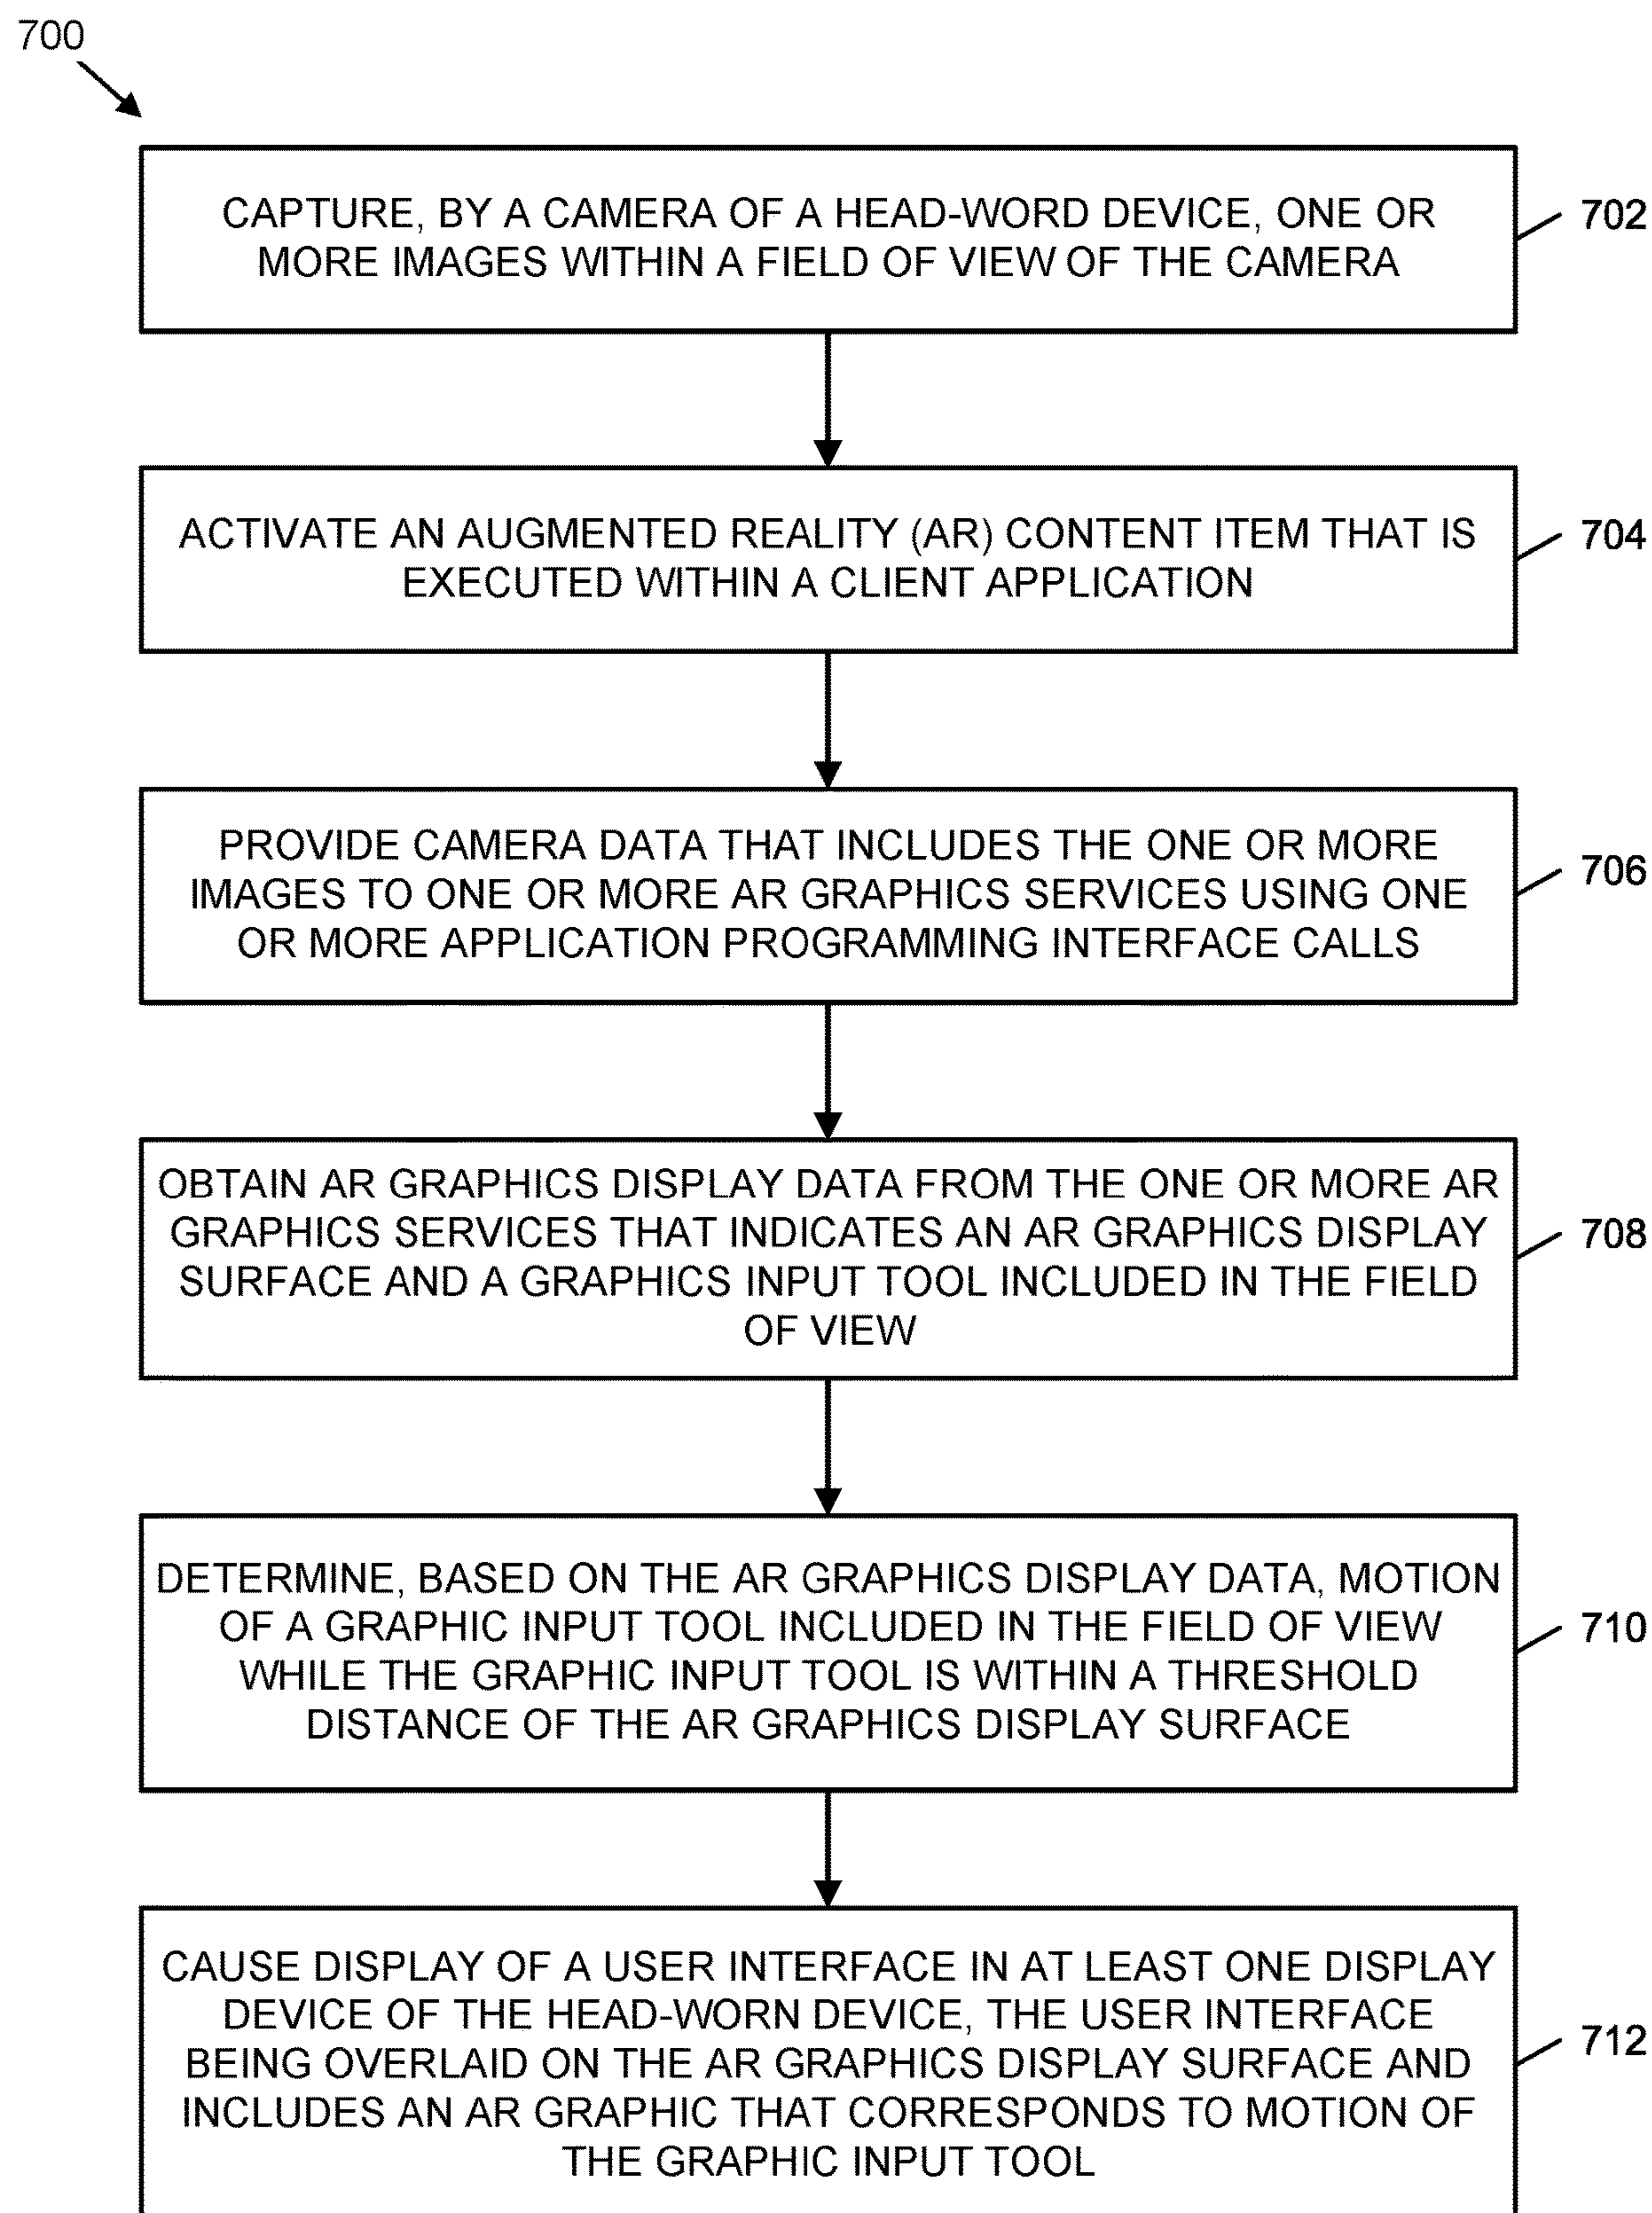 700
CAPTURE, BY A CAMERA OF A HEAD-WORD DEVICE, ONE OR
MORE IMAGES WITHIN A FIELD OF VIEW OF THE CAMERA
702
ACTIVATE AN AUGMENTED REALITY (AR) CONTENT ITEM THAT IS
EXECUTED WITHIN A CLIENT APPLICATION
704
PROVIDE CAMERA DATA THAT INCLUDES THE ONE OR MORE
IMAGES TO ONE OR MORE AR GRAPHICS SERVICES USING ONE
OR MORE APPLICATION PROGRAMMING INTERFACE CALLS
706
OBTAIN AR GRAPHICS DISPLAY DATA FROM THE ONE OR MORE AR
GRAPHICS SERVICES THAT INDICATES AN AR GRAPHICS DISPLAY
SURFACE AND A GRAPHICS INPUT TOOL INCLUDED IN THE FIELD
OF VIEW
708
DETERMINE, BASED ON THE AR GRAPHICS DISPLAY DATA, MOTION
OF A GRAPHIC INPUT TOOL INCLUDED IN THE FIELD OF VIEW
WHILE THE GRAPHIC INPUT TOOL IS WITHIN A THRESHOLD
DISTANCE OF THE AR GRAPHICS DISPLAY SURFACE
710
CAUSE DISPLAY OF A USER INTERFACE IN AT LEAST ONE DISPLAY
DEVICE OF THE HEAD-WORN DEVICE, THE USER INTERFACE
BEING OVERLAID ON THE AR GRAPHICS DISPLAY SURFACE AND
INCLUDES AN AR GRAPHIC THAT CORRESPONDS TO MOTION OF
THE GRAPHIC INPUT TOOL
712